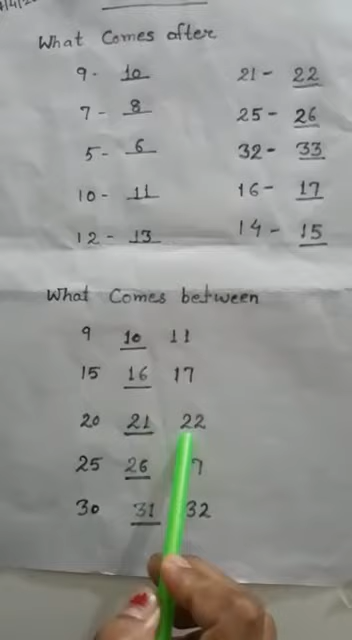 What Comes after
9- 10 21- 22
7- 8 25- 26
5- 6 32- 33
10- 11 16- 17
12- 13 14- 15
What Comes between
9 10 11
15 16 17
20 21 22
25 26 7
30 31 32